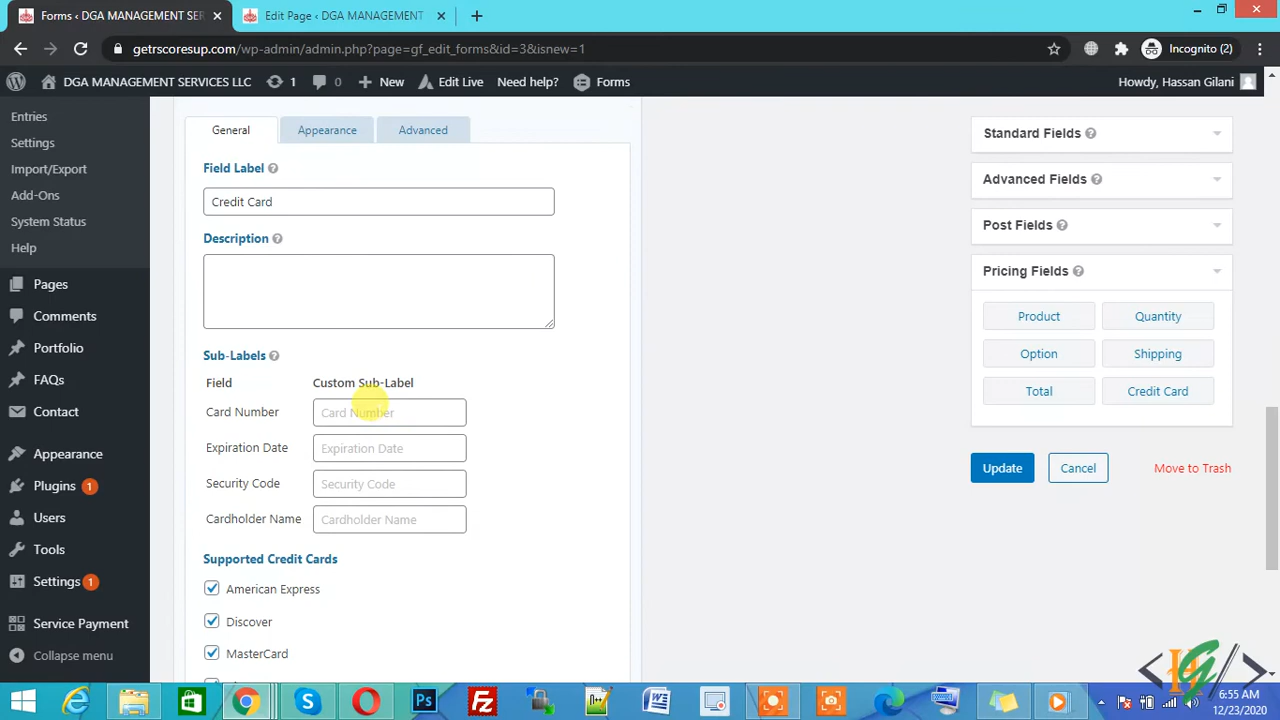 Forms ‹ DGA MANAGEMENT SER
Edit Page ‹ DGA MANAGEMENT
getrscoresup.com/wp-admin/admin.php?page=gf_edit_forms&id=3&isnew=1
Incognito (2)
DGA MANAGEMENT SERVICES LLC
1
0
New
Edit Live
Need help?
Forms
Howdy, Hassan Gilani
Entries
Settings
Import/Export
Add-Ons
System Status
Help
Pages
Comments
Portfolio
FAQs
Contact
Appearance
Plugins 1
Users
Tools
Settings 1
Service Payment
Collapse menu
General
Appearance
Advanced
Field Label
Credit Card
Description
Sub-Labels
Field
Custom Sub-Label
Card Number
Card Number
Expiration Date
Expiration Date
Security Code
Security Code
Cardholder Name
Cardholder Name
Supported Credit Cards
American Express
Discover
MasterCard
Standard Fields
Advanced Fields
Post Fields
Pricing Fields
Product
Quantity
Option
Shipping
Total
Credit Card
Update
Cancel
Move to Trash
6:55 AM
12/23/2020